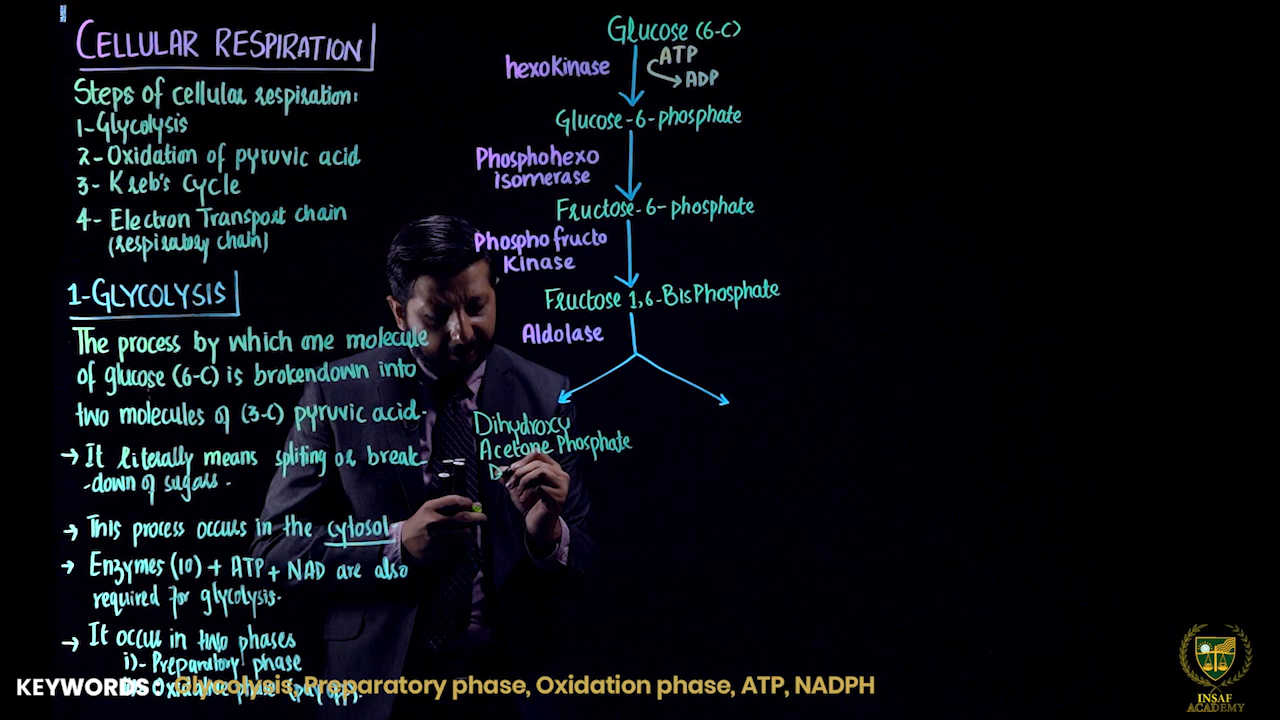 CELLULAR RESPIRATION
Steps of cellular respiration:
1-Glycolysis
2-Oxidation of pyruvic acid
3- Kreb's Cycle
4- Electron Transport chain
(respiratory chain)
1-GLYCOLYSIS
The process by which one molecule
of glucose (6-C) is brokendown into
two molecules of (3-C) pyruvic acid.
→ It literally means spliting or break
-down of sugars.
→ This process occurs in the cytosol
→ Enzymes (10) + ATP + NAD are also
required for glycolysis.
→ It occur in two phases
i)- Preparatory phase
Glucose (6-C)
hexokinase
ATP
ADP
Glucose-6-phosphate
Phosphohexo
isomerase
Fructose-6-phosphate
Phosphofructo
Kinase
Fructose 1,6-BisPhosphate
Aldolase
Dihydroxy
Acetone Phosphate
KEYWORDS : Glycolysis, Preparatory phase, Oxidation phase, ATP, NADPH
INSAF
ACADEMY